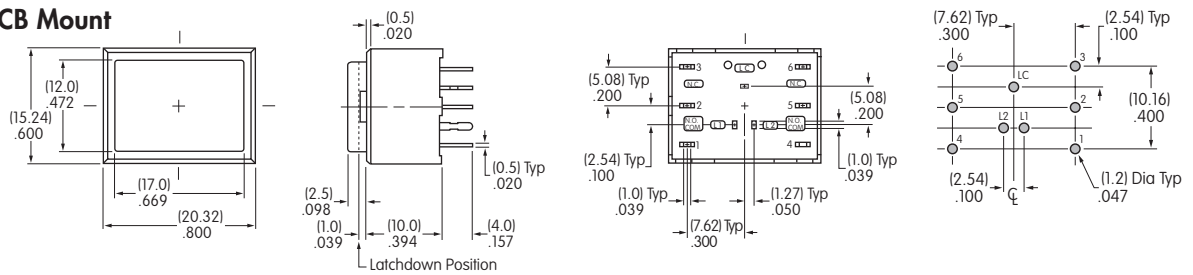 CB Mount
(12.0)
.472
(15.24)
.600
(17.0)
.669
(20.32)
.800
(0.5)
.020
(0.5) Typ
.020
(2.5)
.098
(1.0)
.039
(10.0)
.394
(4.0)
.157
Latchdown Position
(5.08) Typ
.200
(2.54) Typ
.100
(1.0) Typ
.039
(7.62) Typ
.300
(1.27) Typ
.050
(1.0) Typ
.039
(5.08)
.200
3
LC
6
N.C.
N.C.
2
5
N.O.
COM
L1
L2
N.O.
COM
1
4
(7.62) Typ
.300
(2.54) Typ
.100
6
3
LC
5
2
L2
L1
4
1
(10.16)
.400
(2.54)
.100
℄
(1.2) Dia Typ
.047